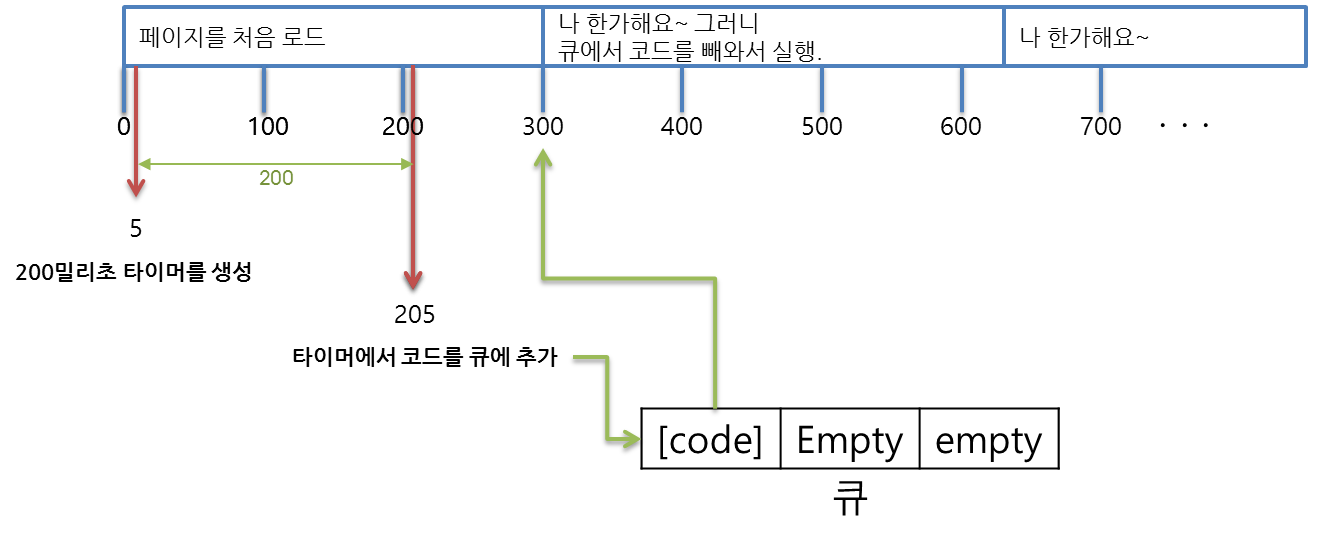 페이지를 처음 로드
나 한가해요~ 그러니
큐에서 코드를 빼와서 실행.
나 한가해요~
0
100
200
300
400
500
600
700
· · ·
200
5
200밀리초 타이머를 생성
205
타이머에서 코드를 큐에 추가
[code]
Empty
empty
큐